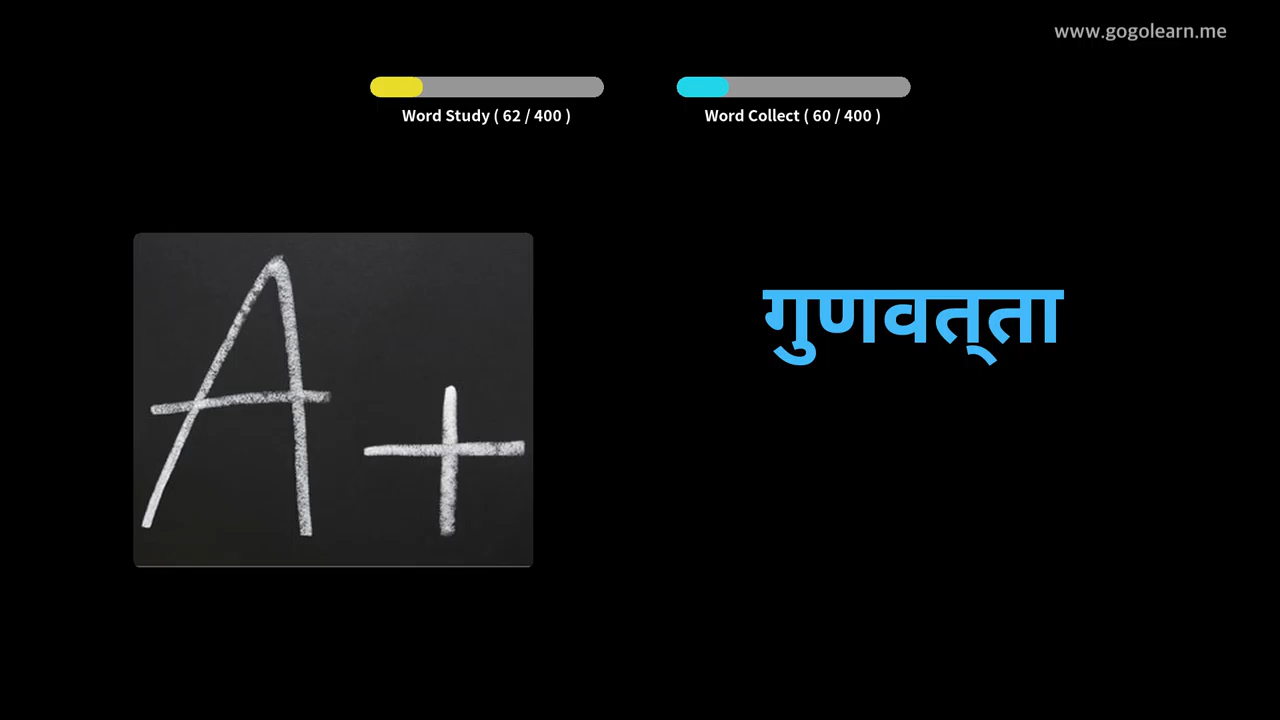 www.gogolearn.me
Word Study ( 62 / 400 )
Word Collect ( 60 / 400 )
A+
गुणवत्‌ता